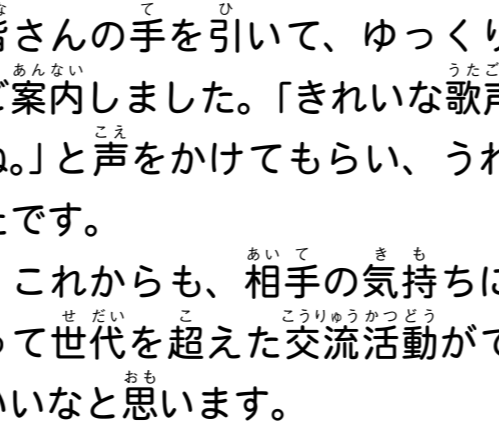 皆さんの手を引いて、ゆっくり
ご案内しました。「きれいな歌声
ね。」と声をかけてもらい、うれ
たです。
これからも、相手の気持ちに
って世代を超えた交流活動がで
いいなと思います。